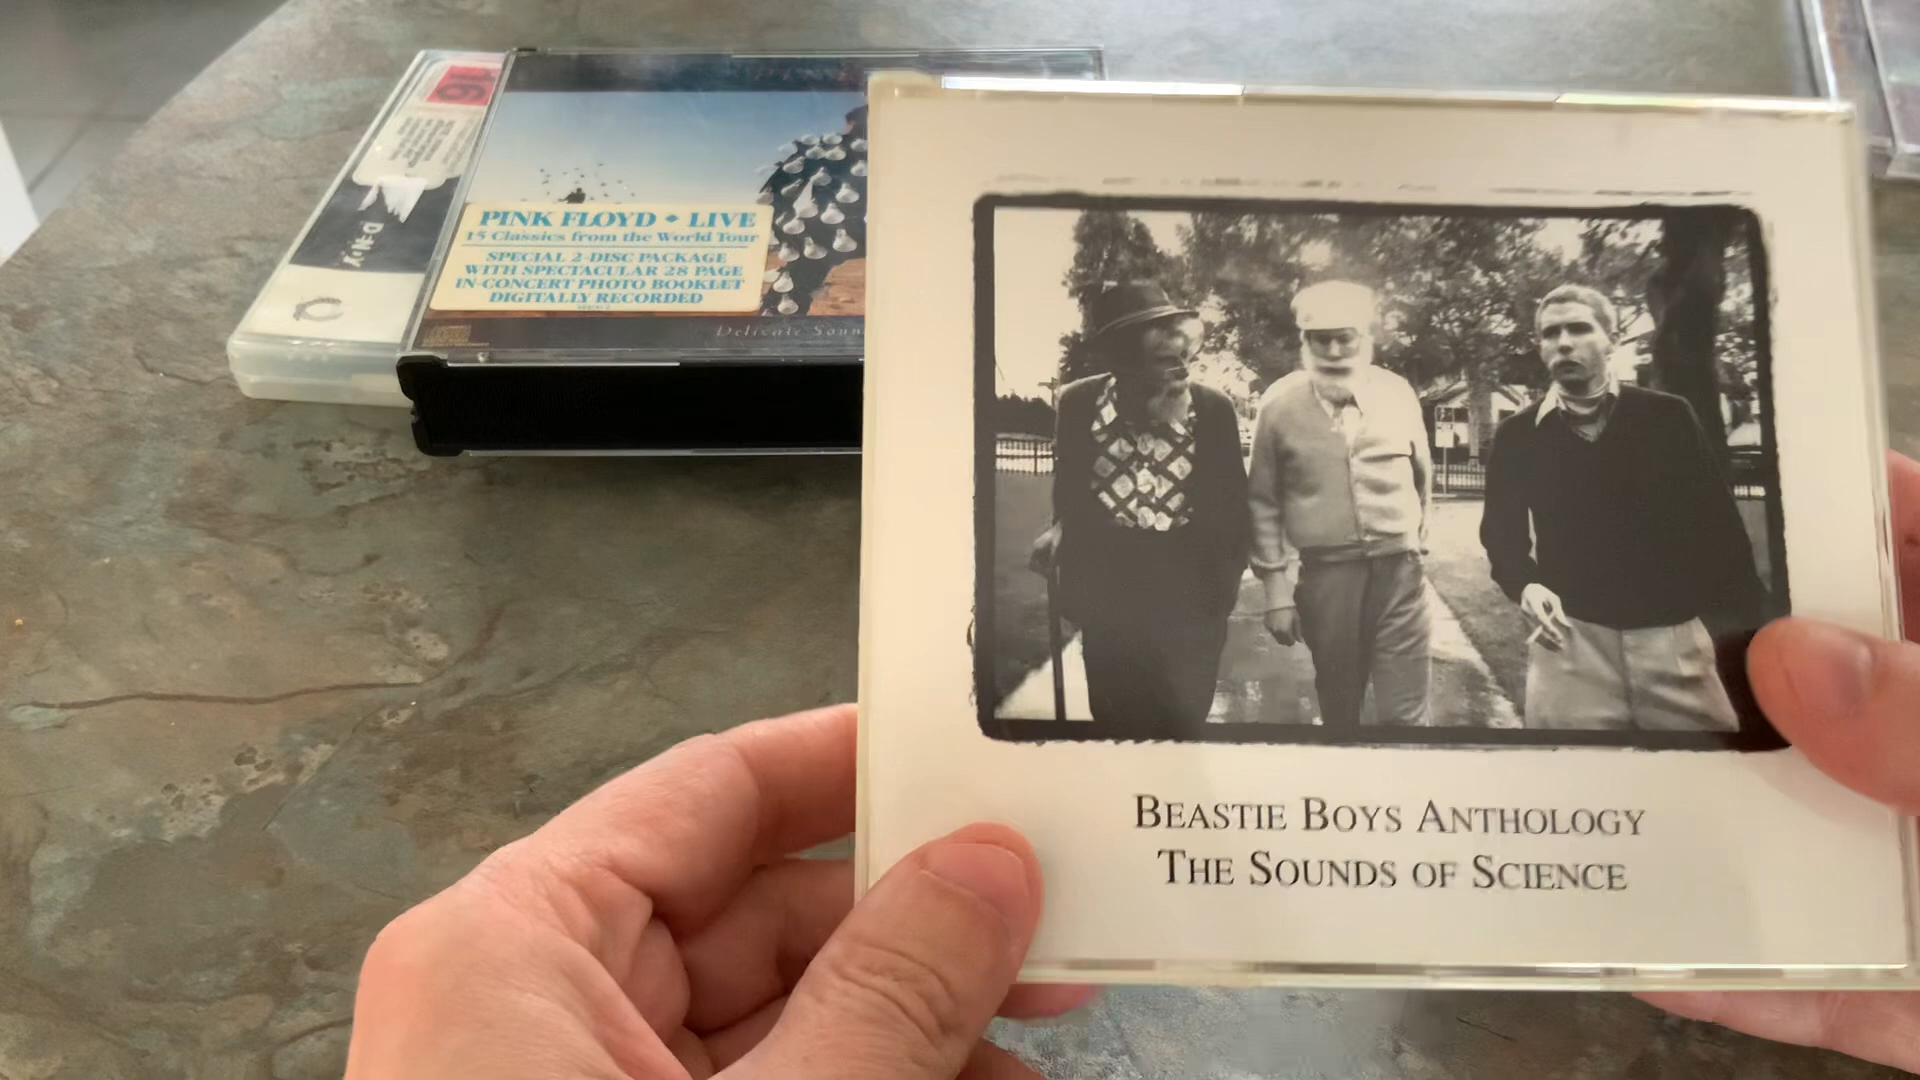 PINK FLOYD • LIVE
15 Classics from the World Tour
SPECIAL 2-DISC PACKAGE
WITH SPECTACULAR 28 PAGE
IN-CONCERT PHOTO BOOKLET
DIGITALLY RECORDED
Delicate Soun
BEASTIE BOYS ANTHOLOGY
THE SOUNDS OF SCIENCE